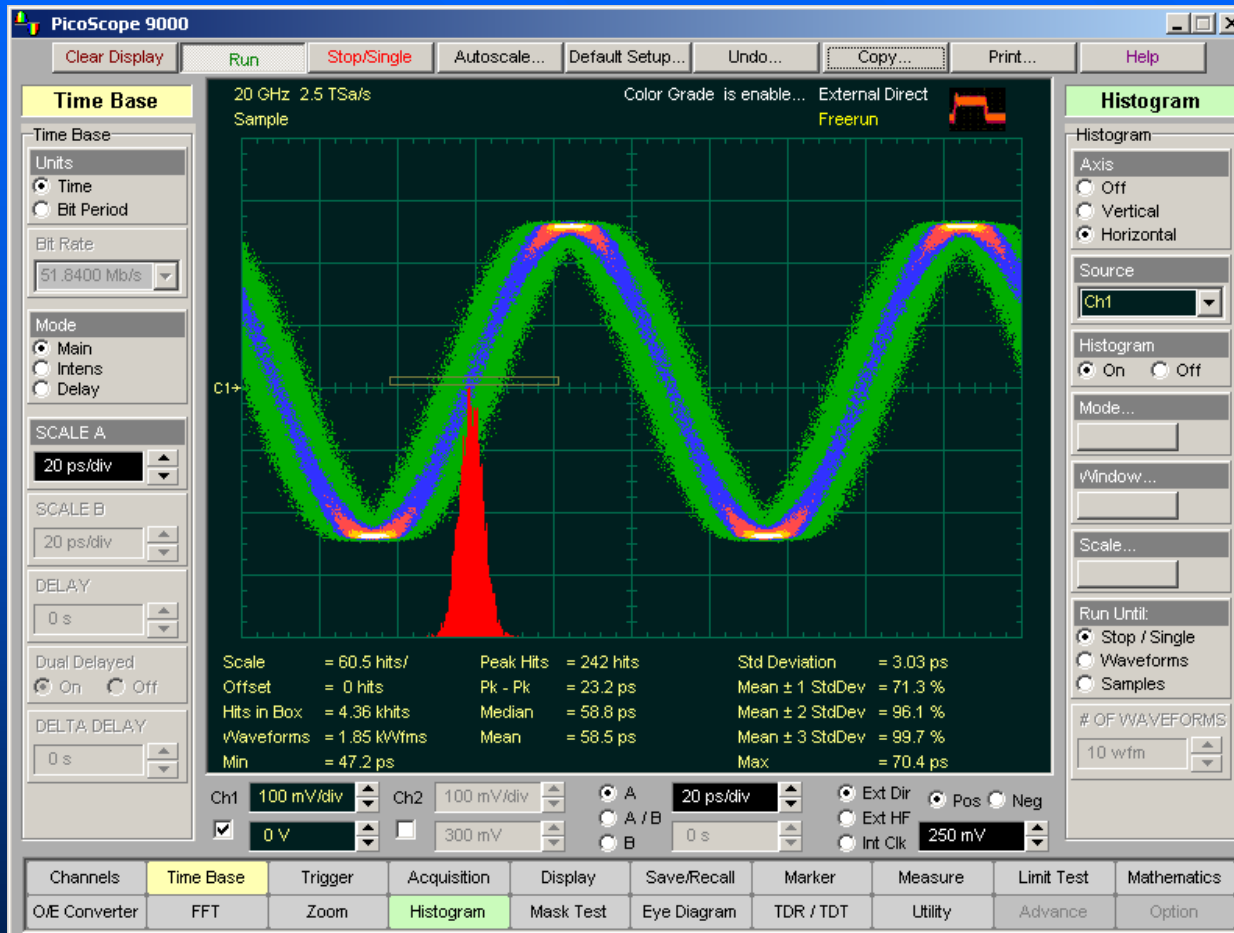 PicoScope 9000
Clear Display Run Stop/Single Autoscale... Default Setup... Undo... Copy... Print... Help
Time Base
Time Base
Units
Time
Bit Period
Bit Rate
51.8400 Mb/s
Mode
Main
Intens
Delay
SCALE A
20 ps/div
SCALE B
20 ps/div
DELAY
0 s
Dual Delayed
On Off
DELTA DELAY
0 s
20 GHz 2.5 TSa/s Color Grade is enable... External Direct
Sample Freerun
C1
Scale = 60.5 hits/ Peak Hits = 242 hits Std Deviation = 3.03 ps
Offset = 0 hits Pk - Pk = 23.2 ps Mean ± 1 StdDev = 71.3 %
Hits in Box = 4.36 khits Median = 58.8 ps Mean ± 2 StdDev = 96.1 %
Waveforms = 1.85 kWfms Mean = 58.5 ps Mean ± 3 StdDev = 99.7 %
Min = 47.2 ps Max = 70.4 ps
Histogram
Histogram
Axis
Off
Vertical
Horizontal
Source
Ch1
Histogram
On Off
Mode...
Window...
Scale...
Run Until:
Stop / Single
Waveforms
Samples
# OF WAVEFORMS
10 wfm
Ch1 100 mV/div Ch2 100 mV/div A 20 ps/div Ext Dir Pos Neg
A / B Ext HF
0 V 300 mV B 0 s Int Clk 250 mV
Channels Time Base Trigger Acquisition Display Save/Recall Marker Measure Limit Test Mathematics
O/E Converter FFT Zoom Histogram Mask Test Eye Diagram TDR / TDT Utility Advance Option